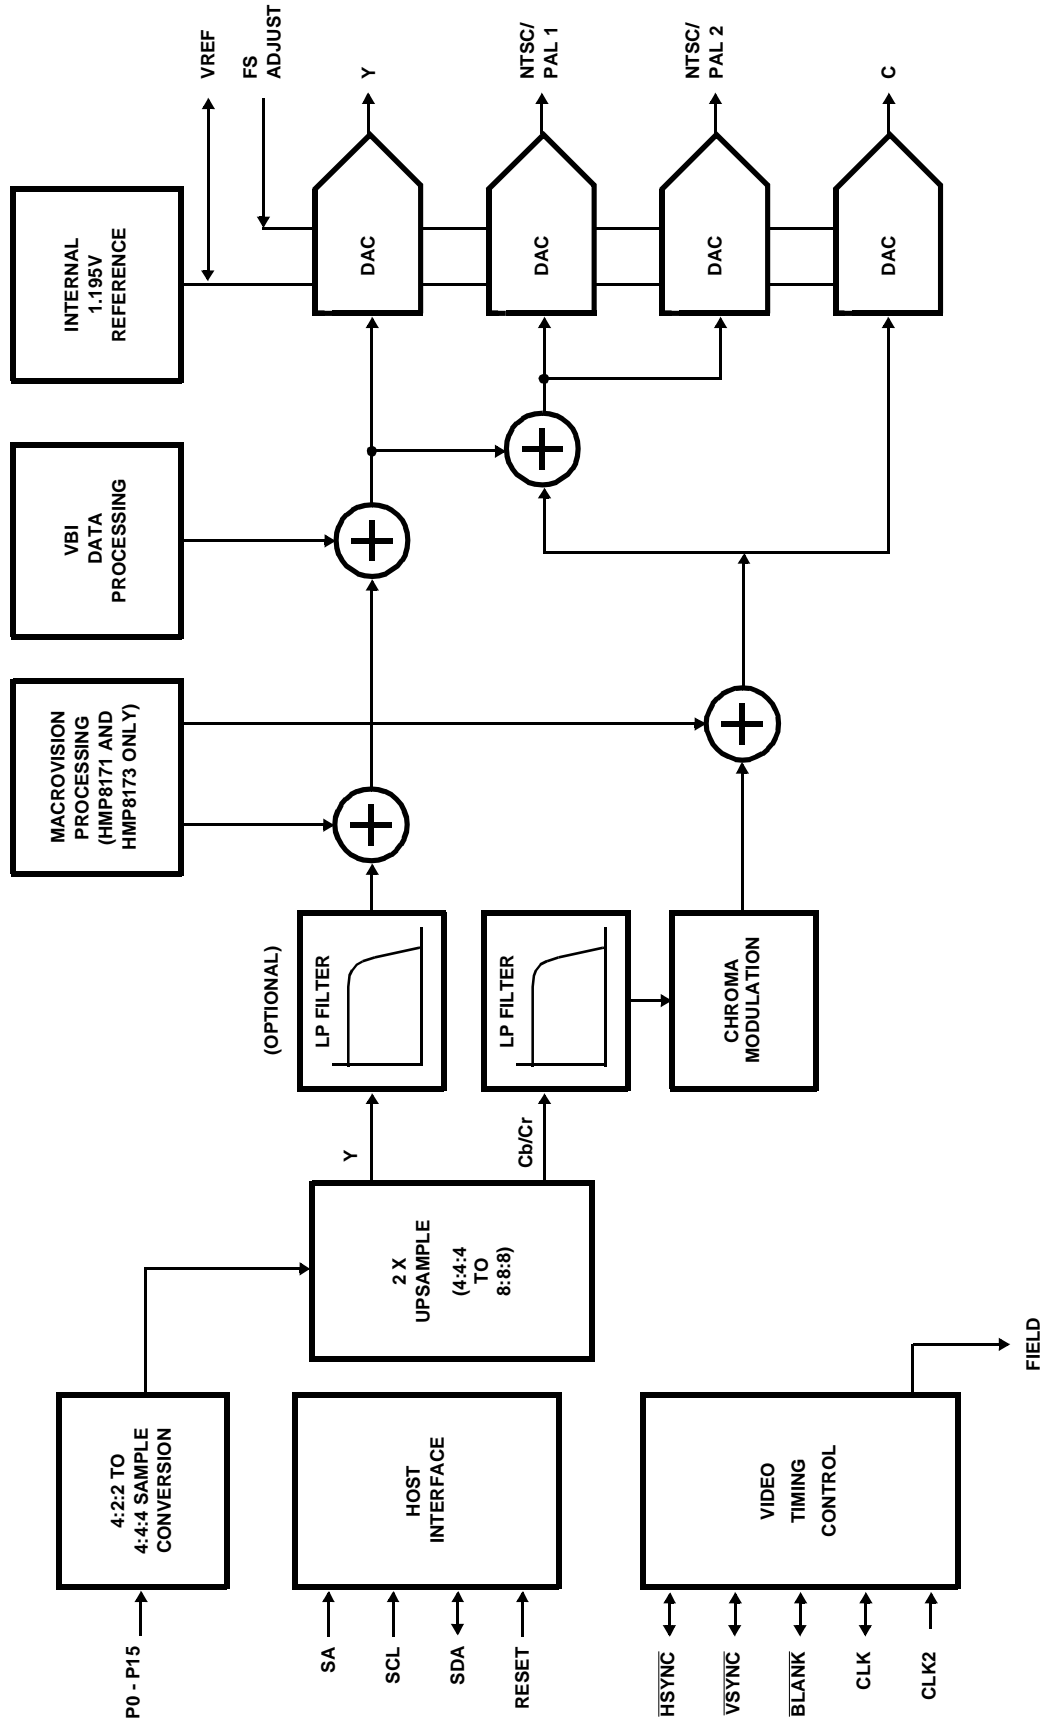 P0 - P15
4:2:2 TO
4:4:4 SAMPLE
CONVERSION
SA
SCL
SDA
RESET
HOST
INTERFACE
HSYNC
VSYNC
BLANK
CLK
CLK2
VIDEO
TIMING
CONTROL
FIELD
2 X
UPSAMPLE
(4:4:4
TO
8:8:8)
Y
Cb/Cr
(OPTIONAL)
LP FILTER
LP FILTER
CHROMA
MODULATION
MACROVISION
PROCESSING
(HMP8171 AND
HMP8173 ONLY)
VBI
DATA
PROCESSING
INTERNAL
1.195V
REFERENCE
DAC
DAC
DAC
DAC
VREF
FS
ADJUST
Y
NTSC/
PAL 1
NTSC/
PAL 2
C